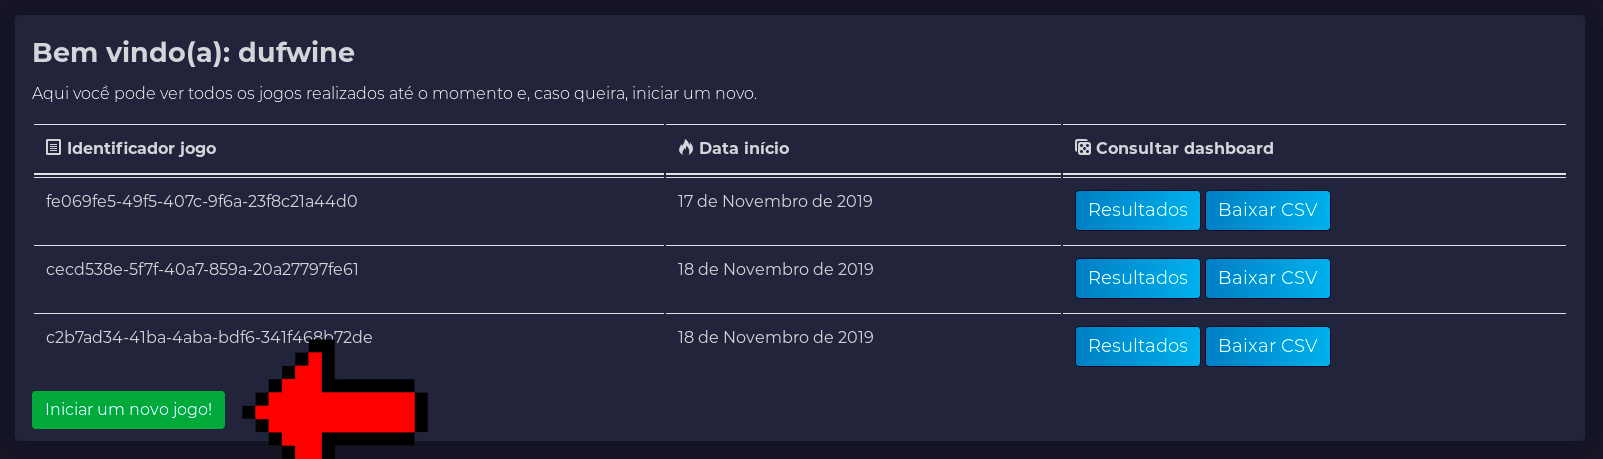 Bem vindo(a): dufwine
Aqui você pode ver todos os jogos realizados até o momento e, caso queira, iniciar um novo.
Identificador jogo Data início Consultar dashboard
fe069fe5-49f5-407c-9f6a-23f8c21a44d0 17 de Novembro de 2019 Resultados Baixar CSV
cecd538e-5f7f-40a7-859a-20a27797fe61 18 de Novembro de 2019 Resultados Baixar CSV
c2b7ad34-41ba-4aba-bdf6-341f468b72de 18 de Novembro de 2019 Resultados Baixar CSV
Iniciar um novo jogo!